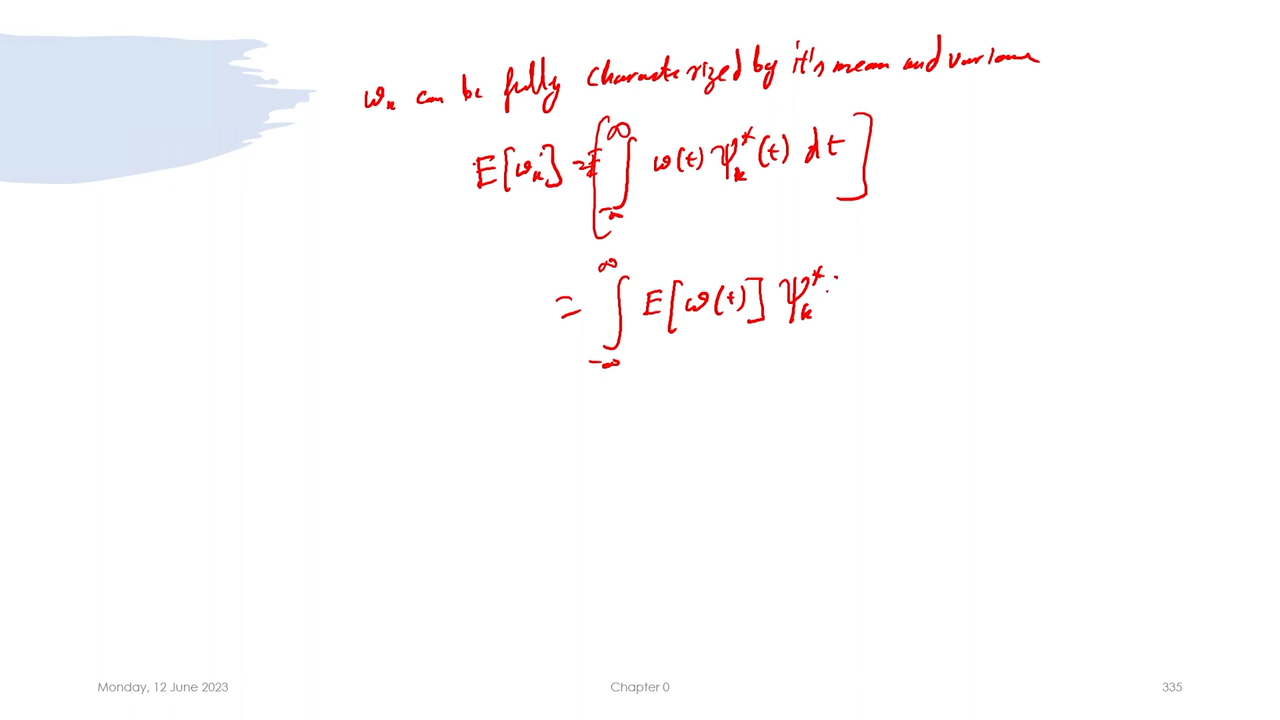 w_k can be fully characterized by it's mean and variance
E[w_k] = E[∫_{-∞}^{∞} w(t) ψ_k^*(t) dt]
= ∫_{-∞}^{∞} E[w(t)] ψ_k^*
Monday, 12 June 2023 Chapter 0 335